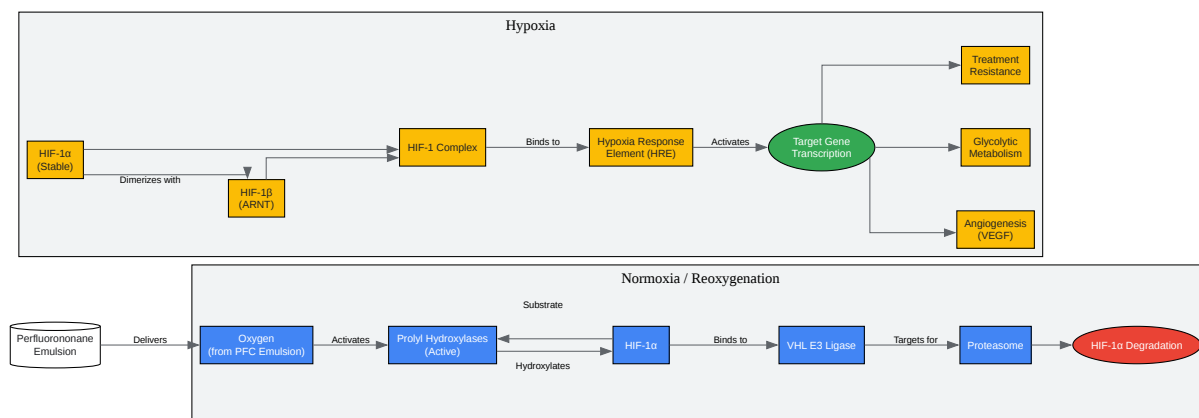 Hypoxia
Treatment
Resistance
HIF-1α
(Stable)
Dimerizes with
HIF-1β
(ARNT)
HIF-1 Complex
Binds to
Hypoxia Response
Element (HRE)
Activates
Target Gene
Transcription
Glycolytic
Metabolism
Angiogenesis
(VEGF)
Normoxia / Reoxygenation
Perfluorononane
Emulsion
Delivers
Oxygen
(from PFC Emulsion)
Activates
Prolyl Hydroxylases
(Active)
Substrate
Hydroxylates
HIF-1α
Binds to
VHL E3 Ligase
Targets for
Proteasome
HIF-1α Degradation